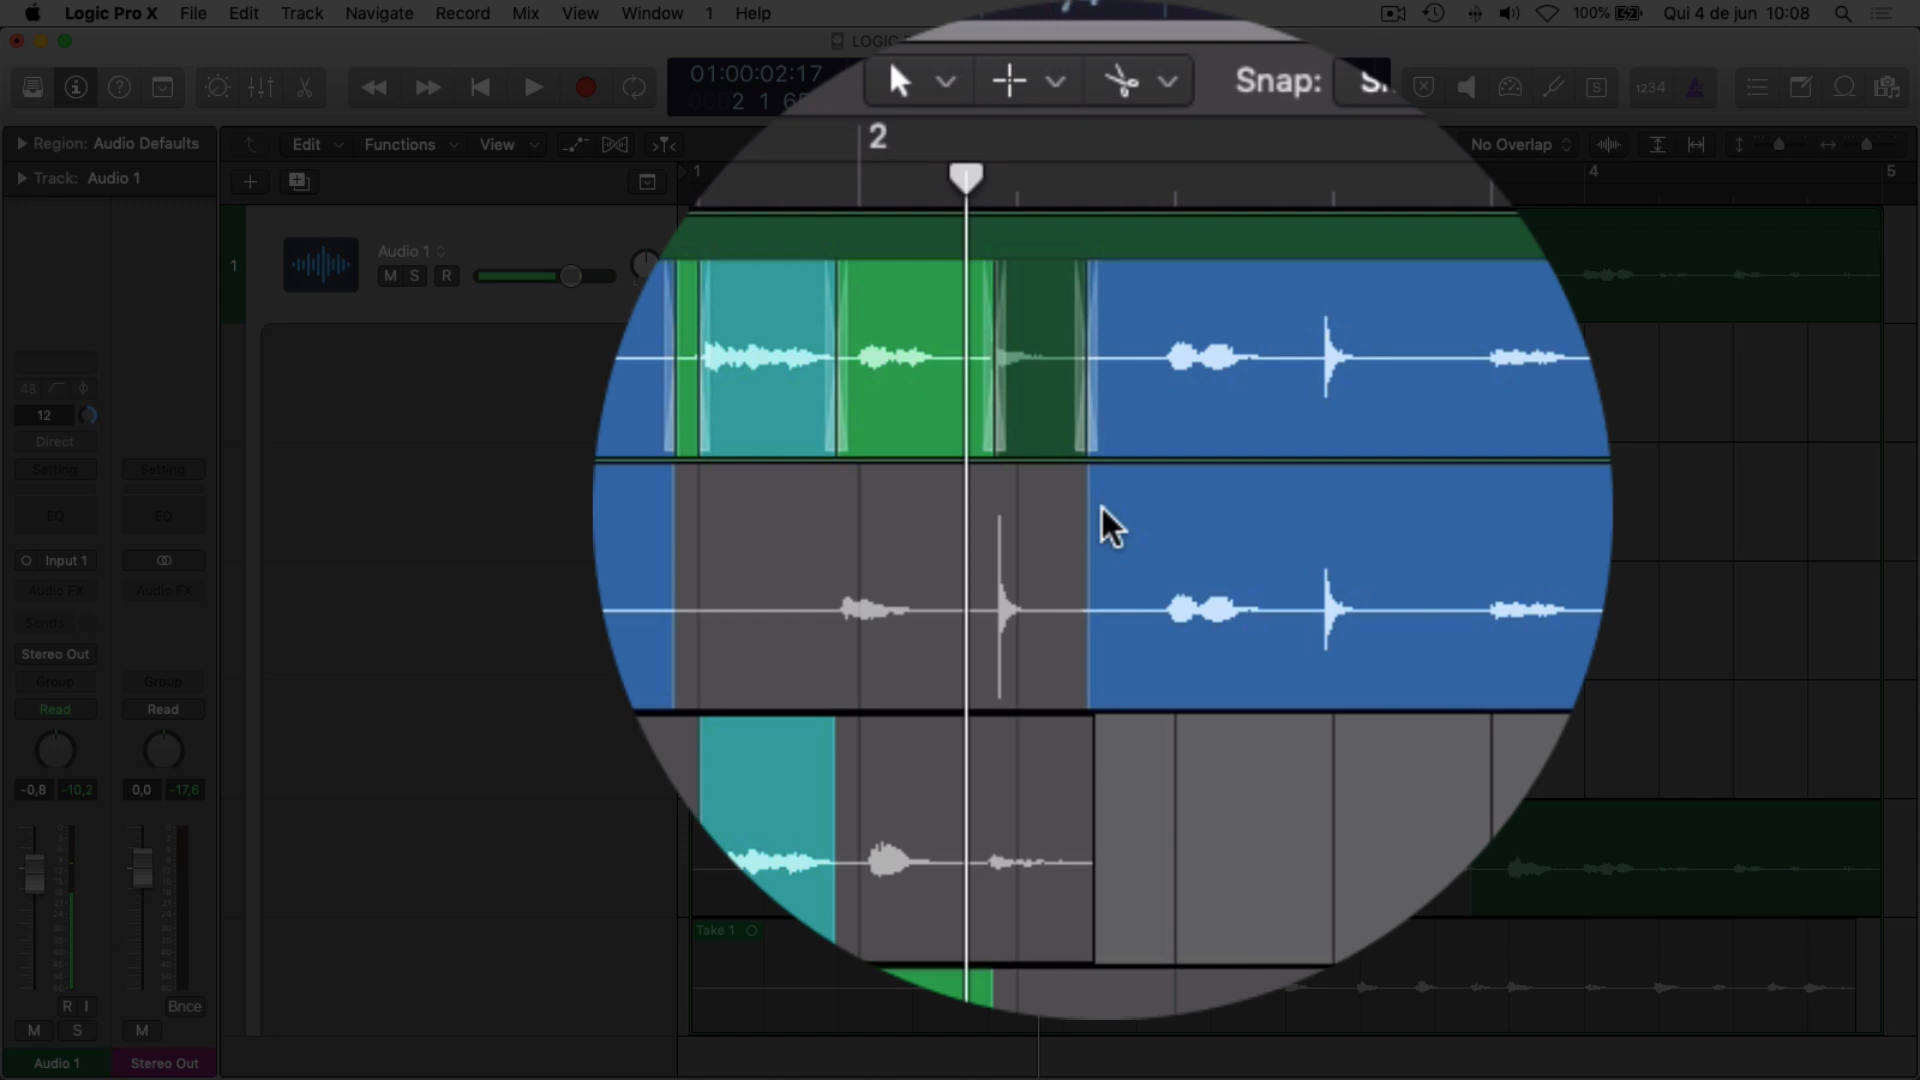 Logic Pro X File Edit Track Navigate Record Mix View Window 1 Help 100% Qui 4 de jun 10:08
LOGIC
01:00:02:17
2 1
Snap:
1234
Region: Audio Defaults
Edit Functions View
No Overlap
Track: Audio 1
1 2 4 5
1
Audio 1
M S R
48
12
Direct
Setting Setting
EQ EQ
Input 1
Audio FX Audio FX
Sends
Stereo Out
Group Group
Read Read
-0,8 -10,2 0,0 -17,6
Take 1
R I Bnce
M S M
Audio 1 Stereo Out